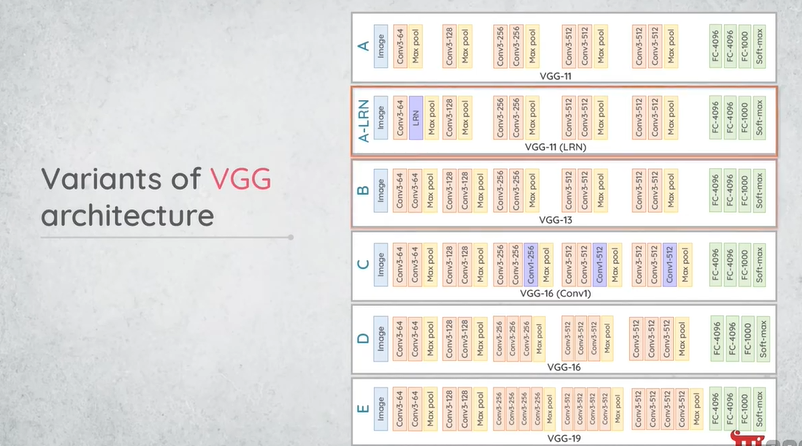 Variants of VGG
architecture
A
Image Conv3-64 Max pool Conv3-128 Max pool Conv3-256 Conv3-256 Max pool Conv3-512 Conv3-512 Max pool Conv3-512 Conv3-512 Max pool FC-4096 FC-4096 FC-1000 Soft-max
VGG-11
A-LRN
Image Conv3-64 LRN Max pool Conv3-128 Max pool Conv3-256 Conv3-256 Max pool Conv3-512 Conv3-512 Max pool Conv3-512 Conv3-512 Max pool FC-4096 FC-4096 FC-1000 Soft-max
VGG-11 (LRN)
B
Image Conv3-64 Conv3-64 Max pool Conv3-128 Conv3-128 Max pool Conv3-256 Conv3-256 Max pool Conv3-512 Conv3-512 Max pool Conv3-512 Conv3-512 Max pool FC-4096 FC-4096 FC-1000 Soft-max
VGG-13
C
Image Conv3-64 Conv3-64 Max pool Conv3-128 Conv3-128 Max pool Conv3-256 Conv3-256 Conv1-256 Max pool Conv3-512 Conv3-512 Conv1-512 Max pool Conv3-512 Conv3-512 Conv1-512 Max pool FC-4096 FC-4096 FC-1000 Soft-max
VGG-16 (Conv1)
D
Image Conv3-64 Conv3-64 Max pool Conv3-128 Conv3-128 Max pool Conv3-256 Conv3-256 Conv3-256 Max pool Conv3-512 Conv3-512 Conv3-512 Max pool Conv3-512 Conv3-512 Conv3-512 Max pool FC-4096 FC-4096 FC-1000 Soft-max
VGG-16
E
Image Conv3-64 Conv3-64 Max pool Conv3-128 Conv3-128 Max pool Conv3-256 Conv3-256 Conv3-256 Conv3-256 Max pool Conv3-512 Conv3-512 Conv3-512 Conv3-512 Max pool Conv3-512 Conv3-512 Conv3-512 Conv3-512 Max pool FC-4096 FC-4096 FC-1000 Soft-max
VGG-19